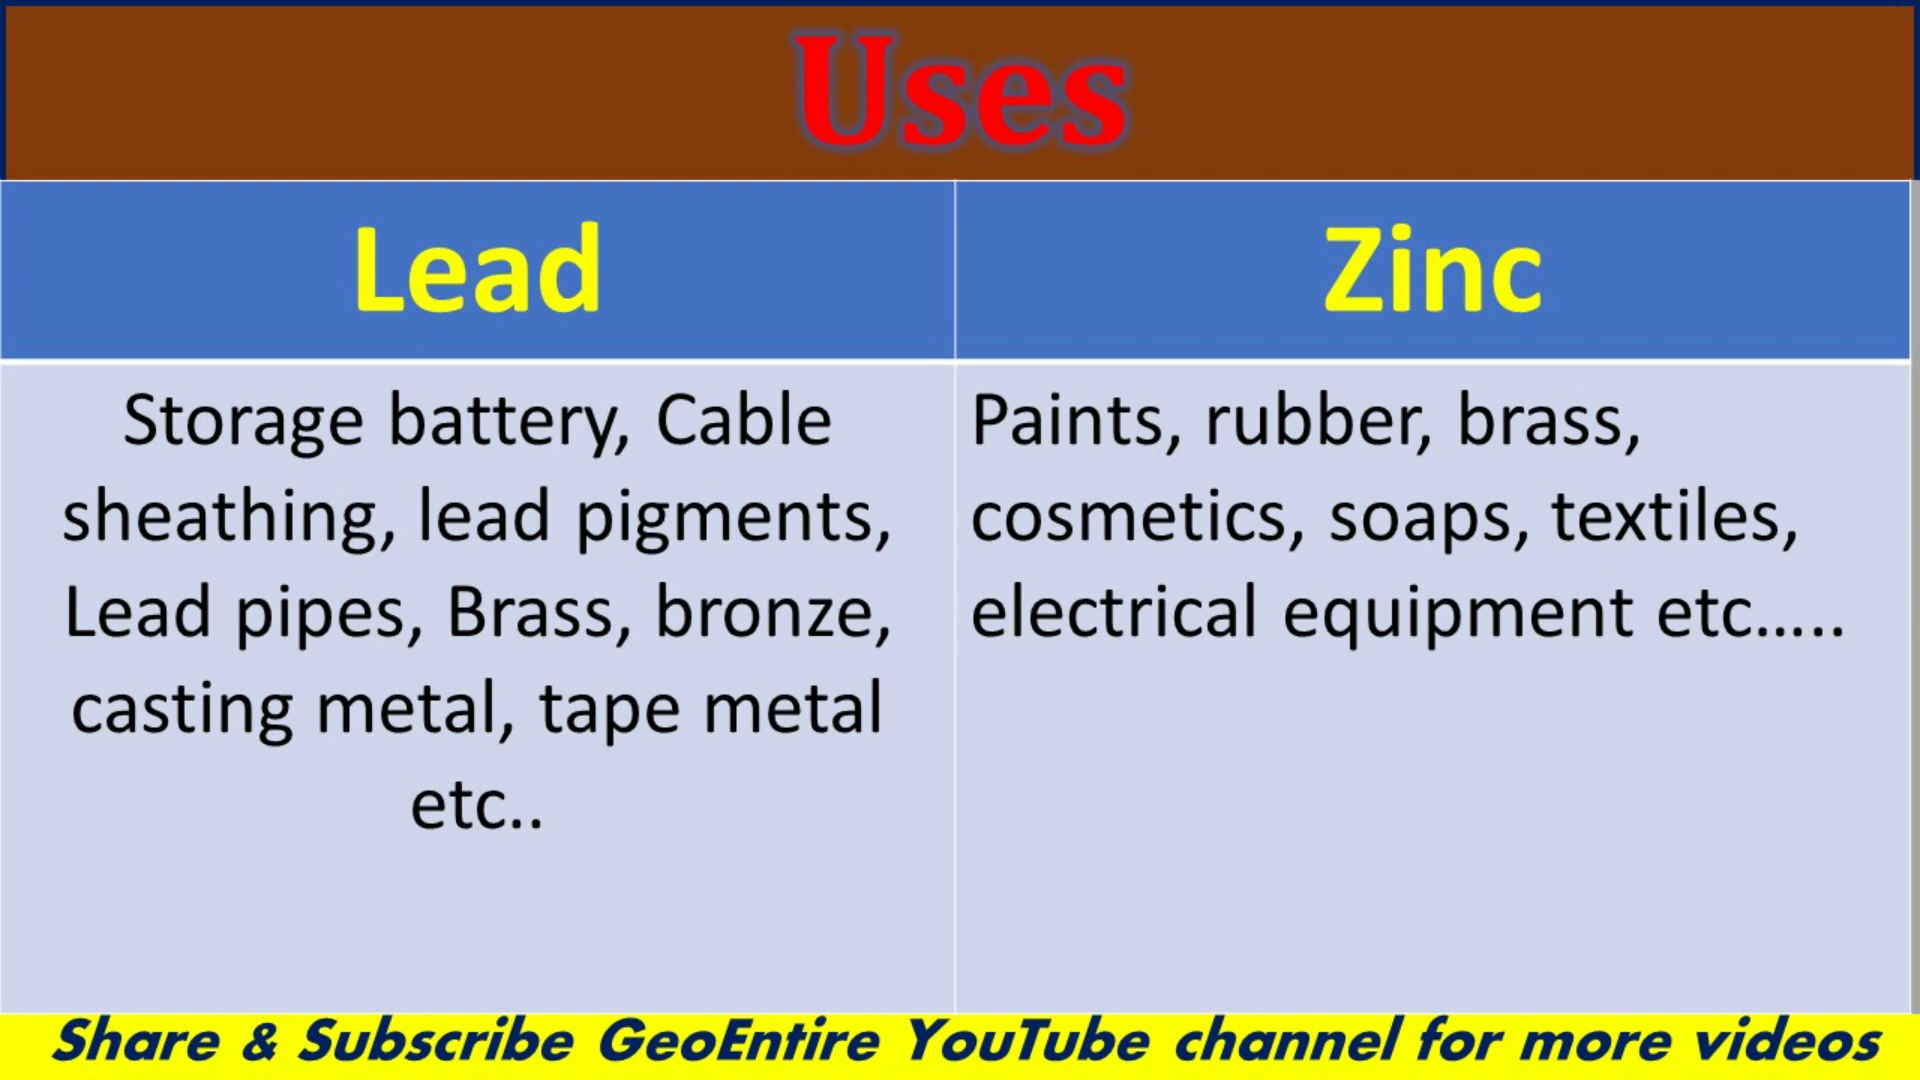 Uses
Lead
Zinc
Storage battery, Cable
sheathing, lead pigments,
Lead pipes, Brass, bronze,
casting metal, tape metal
etc..
Paints, rubber, brass,
cosmetics, soaps, textiles,
electrical equipment etc…..
Share & Subscribe GeoEntire YouTube channel for more videos